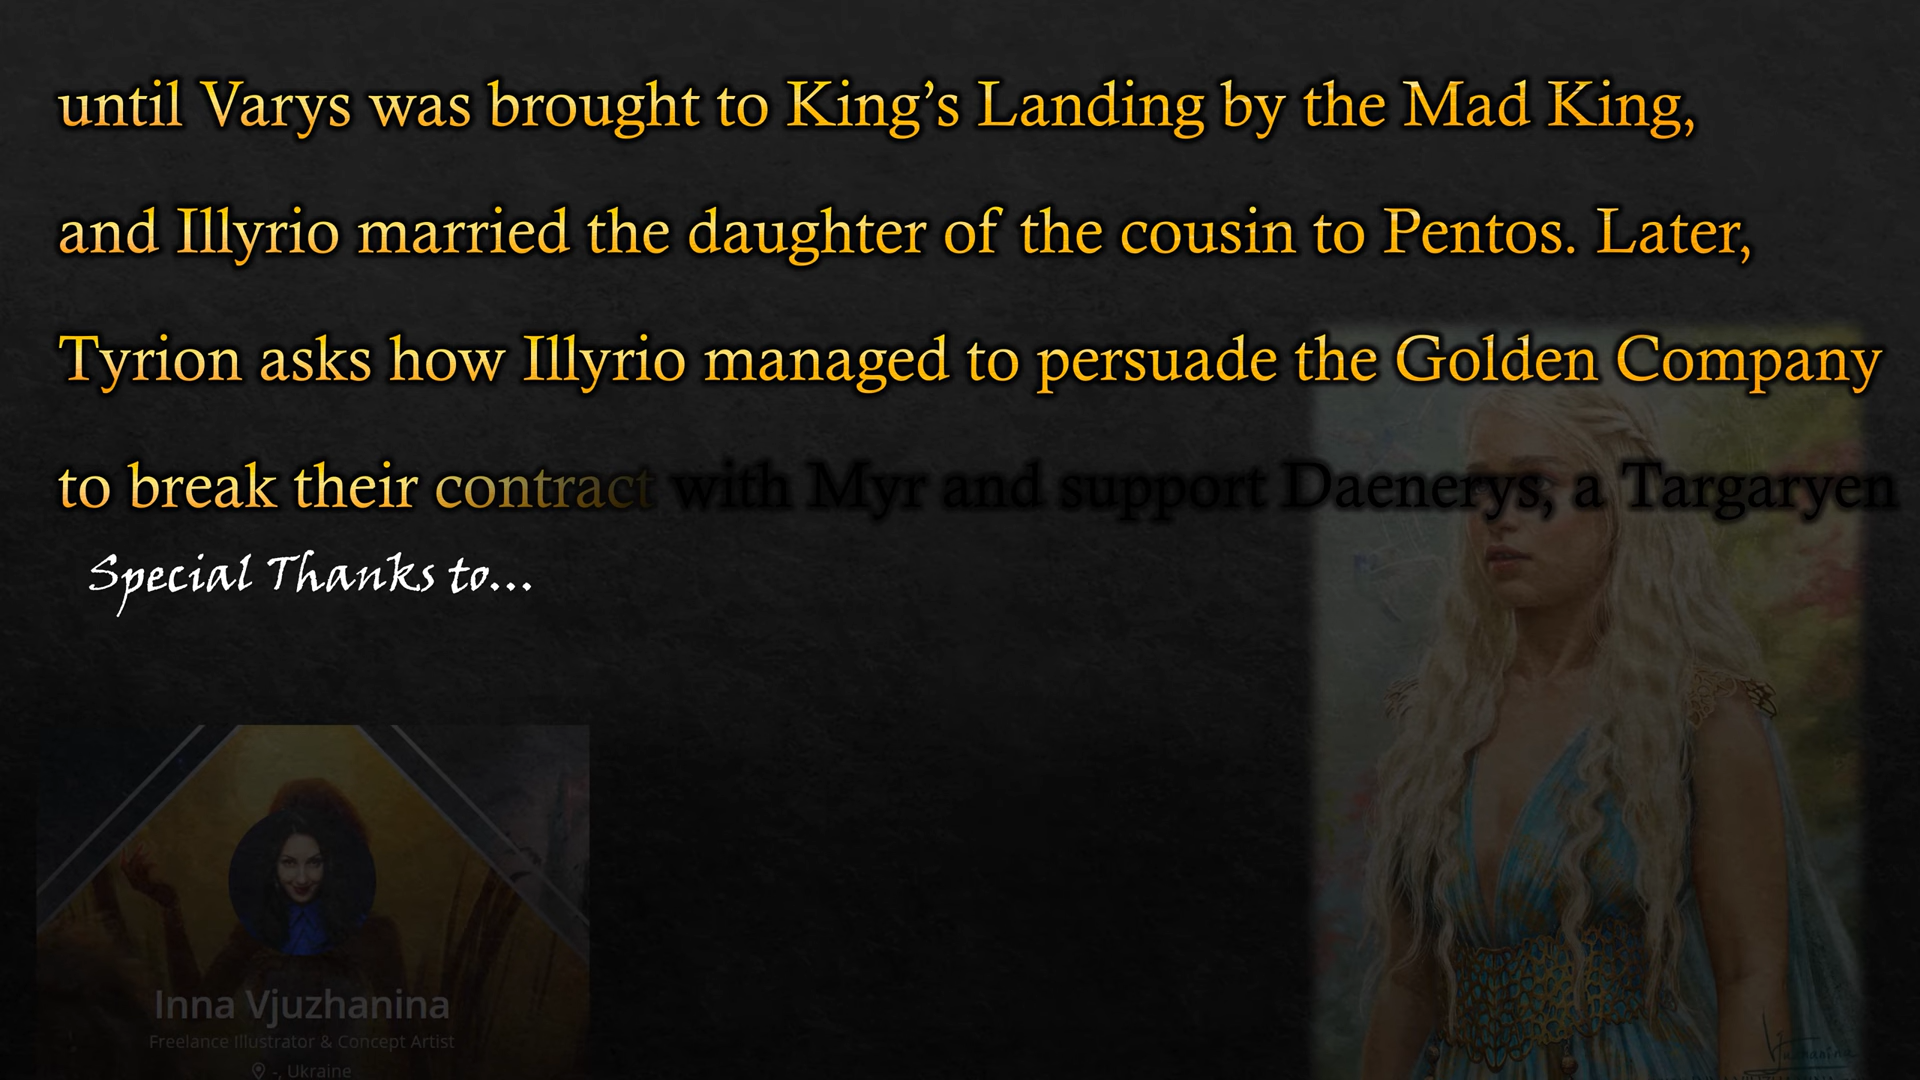 until Varys was brought to King’s Landing by the Mad King,
and Illyrio married the daughter of the cousin to Pentos. Later,
Tyrion asks how Illyrio managed to persuade the Golden Company
to break their contract with Myr and support Daenerys, a Targaryen
Special Thanks to...
Inna Vjuzhanina
Freelance Illustrator & Concept Artist
-, Ukraine
Vjuzhanina